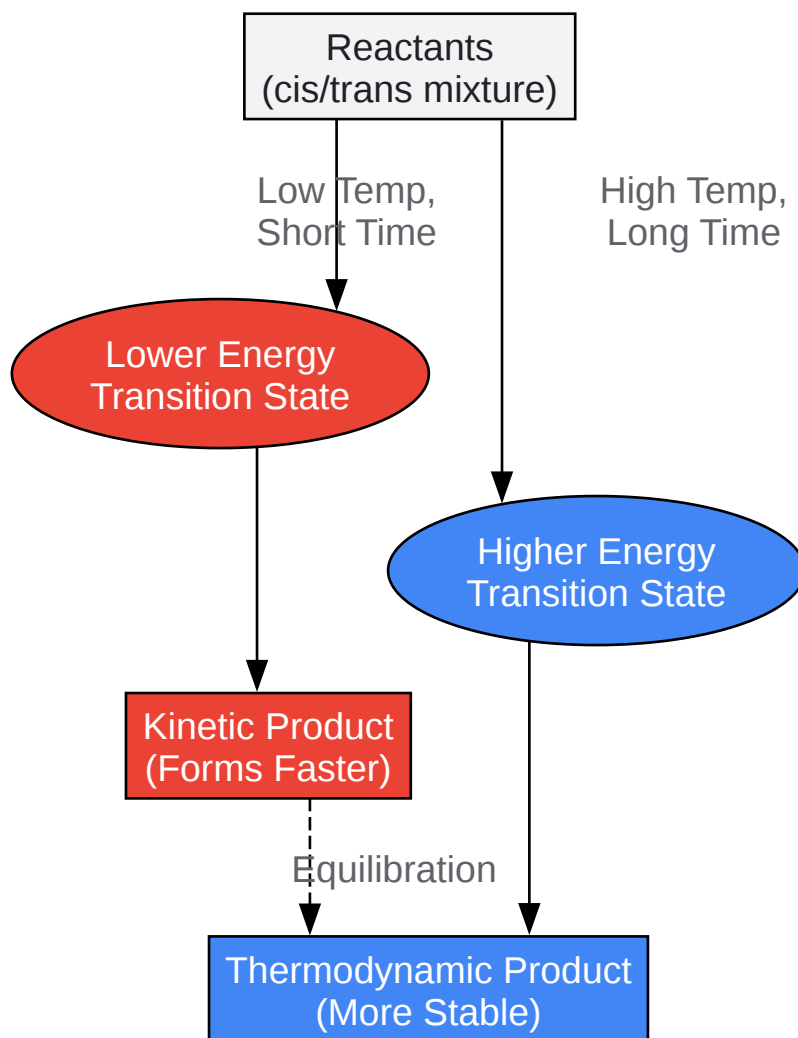 Reactants
(cis/trans mixture)
Low Temp,
Short Time
High Temp,
Long Time
Lower Energy
Transition State
Higher Energy
Transition State
Kinetic Product
(Forms Faster)
Equilibration
Thermodynamic Product
(More Stable)